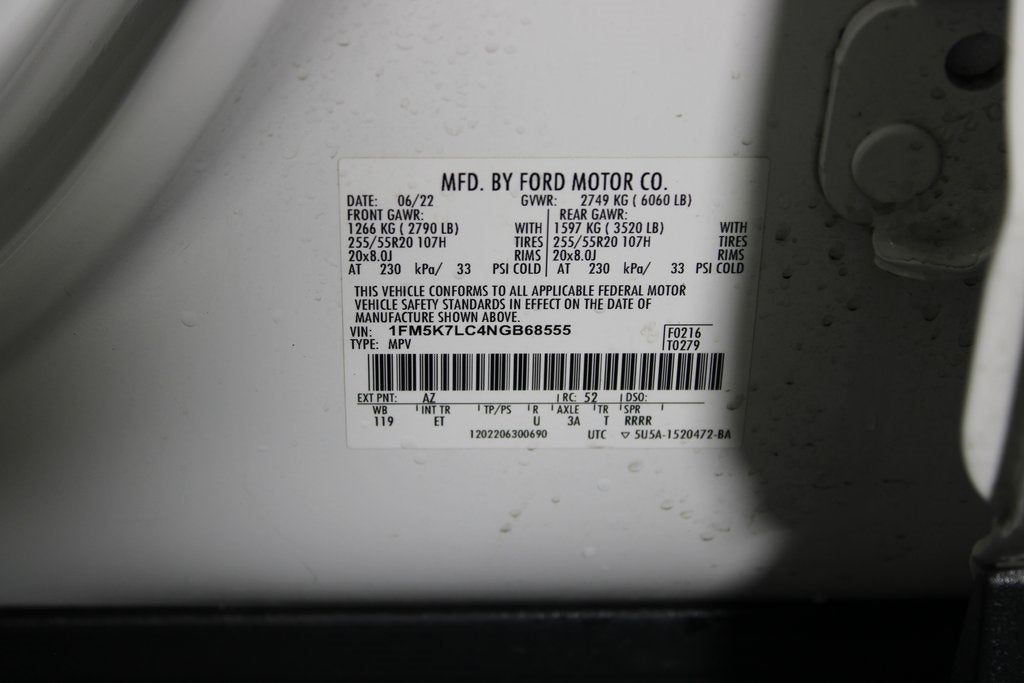 MFD. BY FORD MOTOR CO.
DATE: 06/22 GVWR: 2749 KG ( 6060 LB)
FRONT GAWR: REAR GAWR:
1266 KG ( 2790 LB) WITH 1597 KG ( 3520 LB) WITH
255/55R20 107H TIRES 255/55R20 107H TIRES
20x8.0J RIMS 20x8.0J RIMS
AT 230 kPa/ 33 PSI COLD AT 230 kPa/ 33 PSI COLD
THIS VEHICLE CONFORMS TO ALL APPLICABLE FEDERAL MOTOR
VEHICLE SAFETY STANDARDS IN EFFECT ON THE DATE OF
MANUFACTURE SHOWN ABOVE.
VIN: 1FM5K7LC4NGB68555 F0216
TYPE: MPV T0279
EXT PNT: AZ RC: 52 DSO:
WB INT TR TP/PS R AXLE TR SPR
119 ET U 3A T RRRR
1202206300690 UTC ▽ 5U5A-1520472-BA